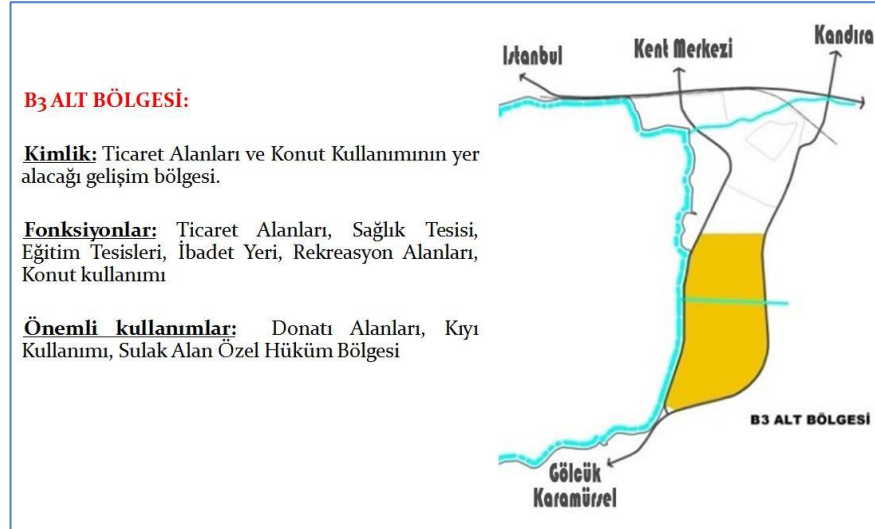 B3 ALT BÖLGESİ:
Kimlik: Ticaret Alanları ve Konut Kullanımının yer
alacağı gelişim bölgesi.
Fonksiyonlar: Ticaret Alanları, Sağlık Tesisi,
Eğitim Tesisleri, İbadet Yeri, Rekreasyon Alanları,
Konut kullanımı
Önemli kullanımlar: Donatı Alanları, Kıyı
Kullanımı, Sulak Alan Özel Hüküm Bölgesi
Istanbul
Kent Merkezi
Kandıra
B3 ALT BÖLGESİ
Gölcük
Karamürsel